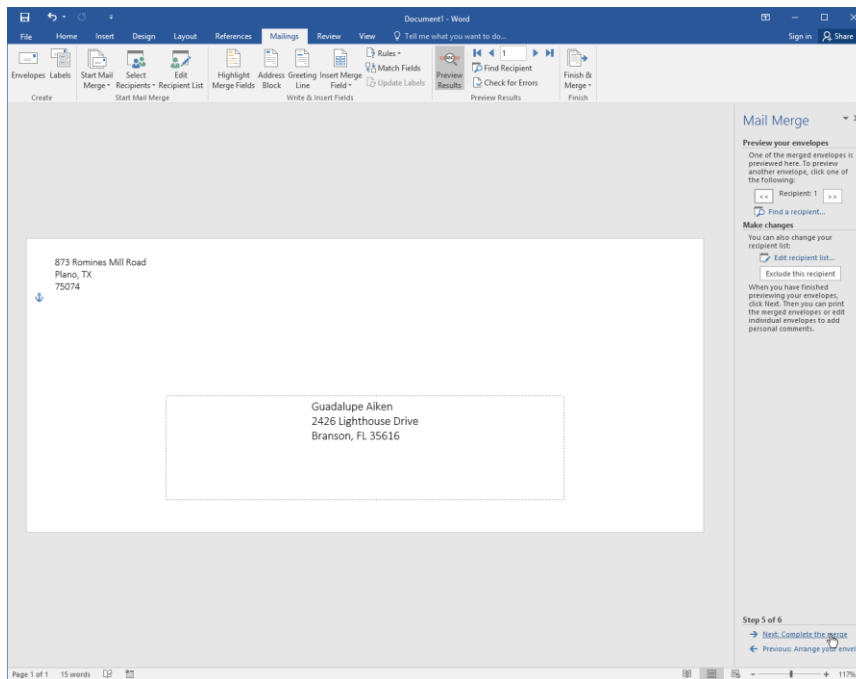 Document1 - Word
File Home Insert Design Layout References Mailings Review View Tell me what you want to do... Sign in Share
Envelopes Labels Start Mail Merge Select Recipients Edit Recipient List Highlight Merge Fields Address Block Greeting Line Insert Merge Field Rules Match Fields Update Labels Preview Results 1 Find Recipient Check for Errors Finish & Merge
Create Start Mail Merge Write & Insert Fields Preview Results Finish
Mail Merge
Preview your envelopes
One of the merged envelopes is
previewed here. To preview
another envelope, click one of
the following:
<< Recipient: 1 >>
Find a recipient...
Make changes
You can also change your
recipient list:
Edit recipient list...
Exclude this recipient
When you have finished
previewing your envelopes,
click Next. Then you can print
the merged envelopes or edit
individual envelopes to add
personal comments.
873 Romines Mill Road
Plano, TX
75074
Guadalupe Aiken
2426 Lighthouse Drive
Branson, FL 35616
Step 5 of 6
Next: Complete the merge
Previous: Arrange your envel
Page 1 of 1 15 words 117%